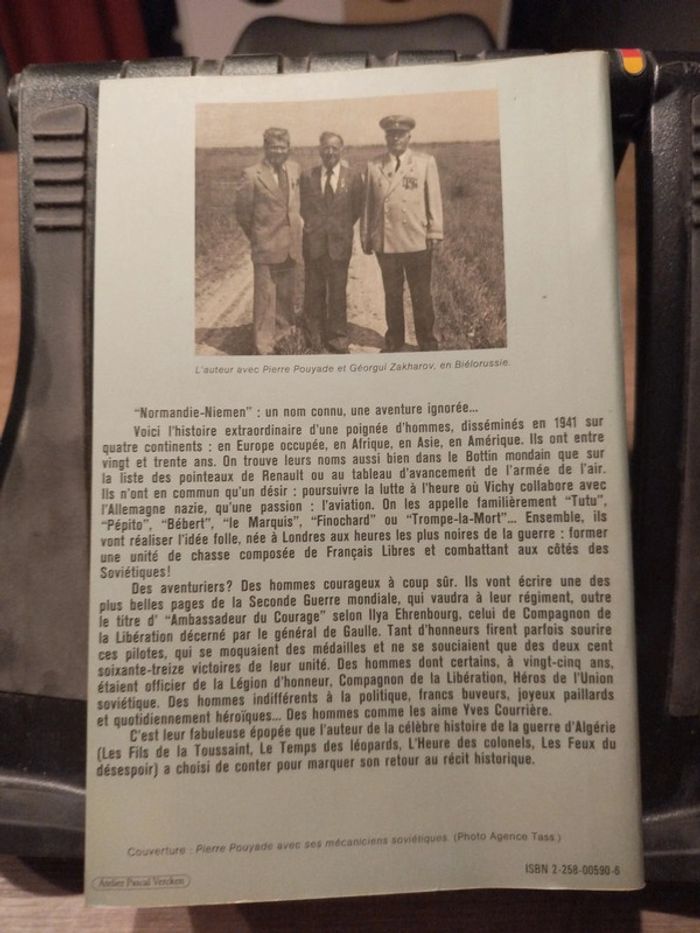 L'auteur avec Pierre Pouyade et Géorgui Zakharov, en Biélorussie.
"Normandie-Niemen" : un nom connu, une aventure ignorée...
Voici l'histoire extraordinaire d'une poignée d'hommes, disséminés en 1941 sur
quatre continents : en Europe occupée, en Afrique, en Asie, en Amérique. Ils ont entre
vingt et trente ans. On trouve leurs noms aussi bien dans le Bottin mondain que sur
la liste des pointeaux de Renault ou au tableau d'avancement de l'armée de l'air.
Ils n'ont en commun qu'un désir : poursuivre la lutte à l'heure où Vichy collabore avec
l'Allemagne nazie, qu'une passion : l'aviation. On les appelle familièrement "Tutu",
"Pépito", "Bébert", "le Marquis", "Finochard" ou "Trompe-la-Mort"... Ensemble, ils
vont réaliser l'idée folle, née à Londres aux heures les plus noires de la guerre : former
une unité de chasse composée de Français Libres et combattant aux côtés des
Soviétiques!
Des aventuriers? Des hommes courageux à coup sûr. Ils vont écrire une des
plus belles pages de la Seconde Guerre mondiale, qui vaudra à leur régiment, outre
le titre d' "Ambassadeur du Courage" selon Ilya Ehrenbourg, celui de Compagnon de
la Libération décerné par le général de Gaulle. Tant d'honneurs firent parfois sourire
ces pilotes, qui se moquaient des médailles et ne se souciaient que des deux cent
soixante-treize victoires de leur unité. Des hommes dont certains, à vingt-cinq ans,
étaient officier de la Légion d'honneur, Compagnon de la Libération, Héros de l'Union
soviétique. Des hommes indifférents à la politique, francs buveurs, joyeux paillards
et quotidiennement héroïques... Des hommes comme les aime Yves Courrière.
C'est leur fabuleuse épopée que l'auteur de la célèbre histoire de la guerre d'Algérie
(Les Fils de la Toussaint, Le Temps des léopards, L'Heure des colonels, Les Feux du
désespoir) a choisi de conter pour marquer son retour au récit historique.
Couverture : Pierre Pouyade avec ses mécaniciens soviétiques. (Photo Agence Tass.)
ISBN 2-258-00590-6
Atelier Pascal Vercken